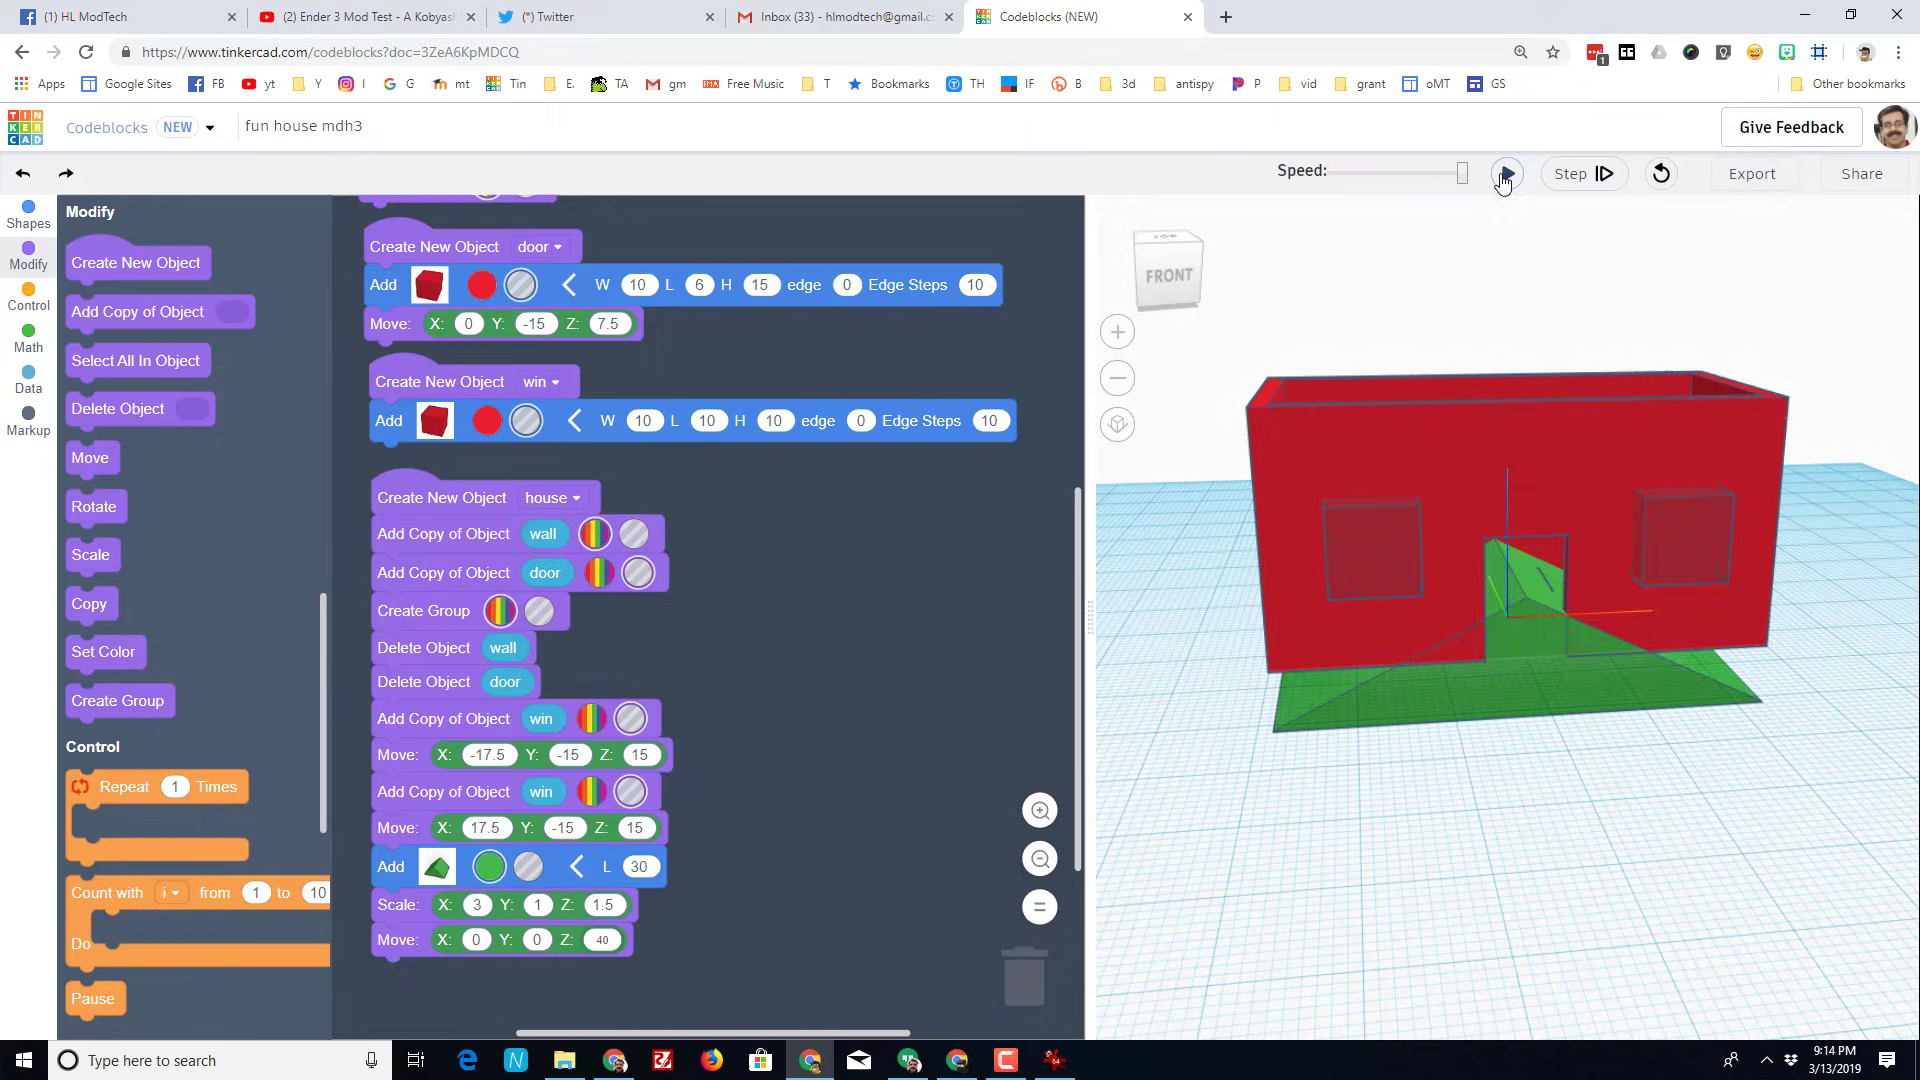 HL ModTech
(2) Ender 3 Mod Test - A Kobyash
(*) Twitter
Inbox (33) - hlmodtech@gmail.c
Codeblocks (NEW)
https://www.tinkercad.com/codeblocks?doc=3ZeA6KpMDCQ
1
Apps Google Sites FB yt Y I G m mt Tin E. TA gm Free Music T Bookmarks TH IF B 3d antispy P vid grant oMT GS Other bookmarks
TIN
KER
CAD
Codeblocks NEW fun house mdh3 Give Feedback
Speed: Step Export Share
Shapes
Modify
Control
Math
Data
Markup
Modify
Create New Object
Add Copy of Object
Select All In Object
Delete Object
Move
Rotate
Scale
Copy
Set Color
Create Group
Control
Repeat 1 Times
Count with i from 1 to 10
Do
Pause
Create New Object door
Add W 10 L 6 H 15 edge 0 Edge Steps 10
Move: X: 0 Y: -15 Z: 7.5
Create New Object win
Add W 10 L 10 H 10 edge 0 Edge Steps 10
Create New Object house
Add Copy of Object wall
Add Copy of Object door
Create Group
Delete Object wall
Delete Object door
Add Copy of Object win
Move: X: -17.5 Y: -15 Z: 15
Add Copy of Object win
Move: X: 17.5 Y: -15 Z: 15
Add L 30
Scale: X: 3 Y: 1 Z: 1.5
Move: X: 0 Y: 0 Z: 40
TOP
FRONT
Type here to search
9:14 PM
3/13/2019